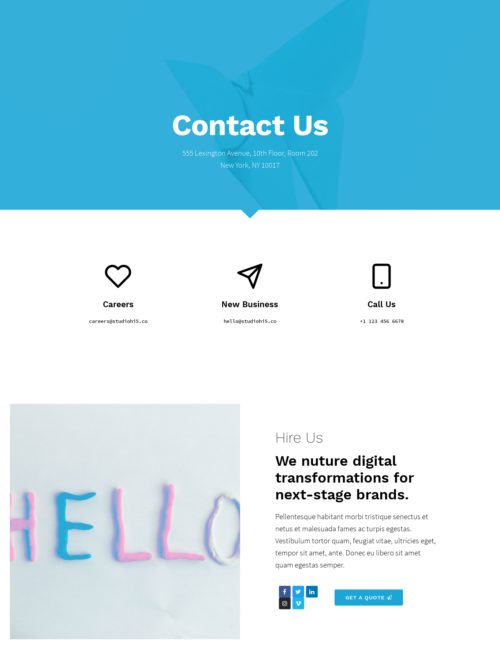 Contact Us
555 Lexington Avenue, 10th Floor, Room 202
New York, NY 10017
Careers
New Business
Call Us
careers@studiohi5.co
hello@studiohi5.co
+1 123 456 6678
HELLO
Hire Us
We nuture digital
transformations for
next-stage brands.
Pellentesque habitant morbi tristique senectus et
netus et malesuada fames ac turpis egestas.
Vestibulum tortor quam, feugiat vitae, ultricies eget,
tempor sit amet, ante. Donec eu libero sit amet
quam egestas semper.
GET A QUOTE